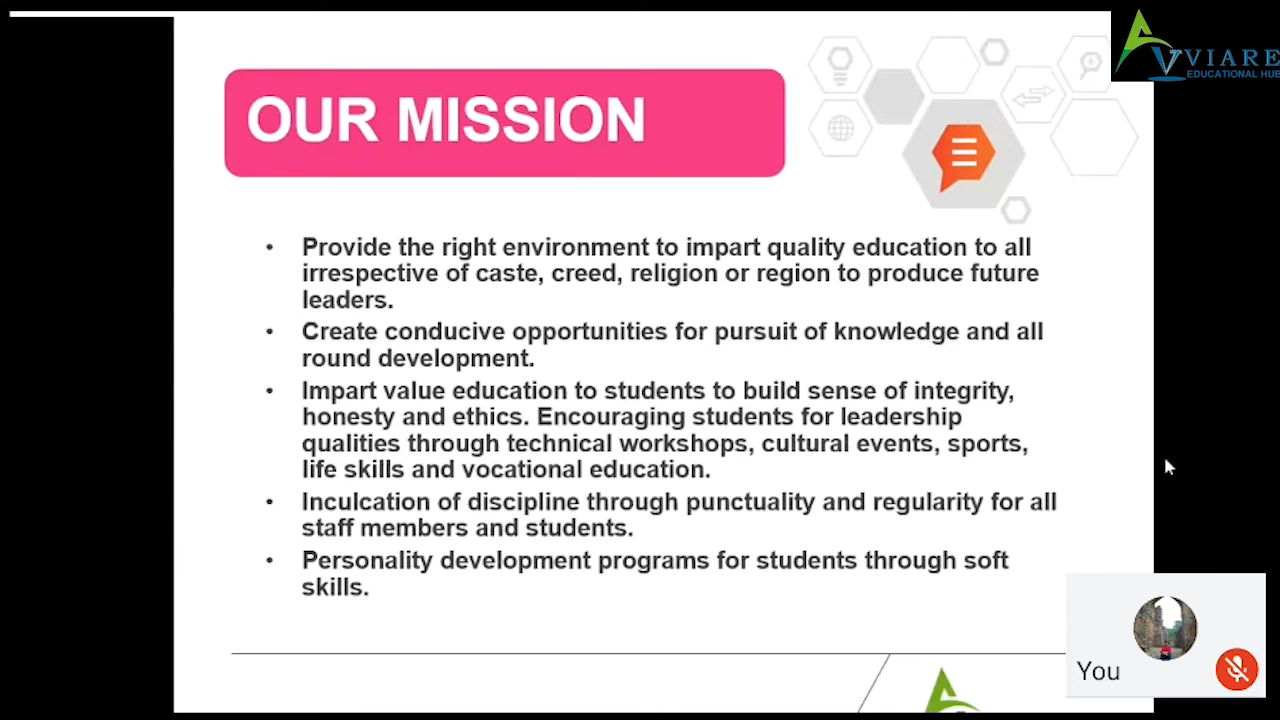 AVVIARE
EDUCATIONAL HUB
OUR MISSION
• Provide the right environment to impart quality education to all
irrespective of caste, creed, religion or region to produce future
leaders.
• Create conducive opportunities for pursuit of knowledge and all
round development.
• Impart value education to students to build sense of integrity,
honesty and ethics. Encouraging students for leadership
qualities through technical workshops, cultural events, sports,
life skills and vocational education.
• Inculcation of discipline through punctuality and regularity for all
staff members and students.
• Personality development programs for students through soft
skills.
You